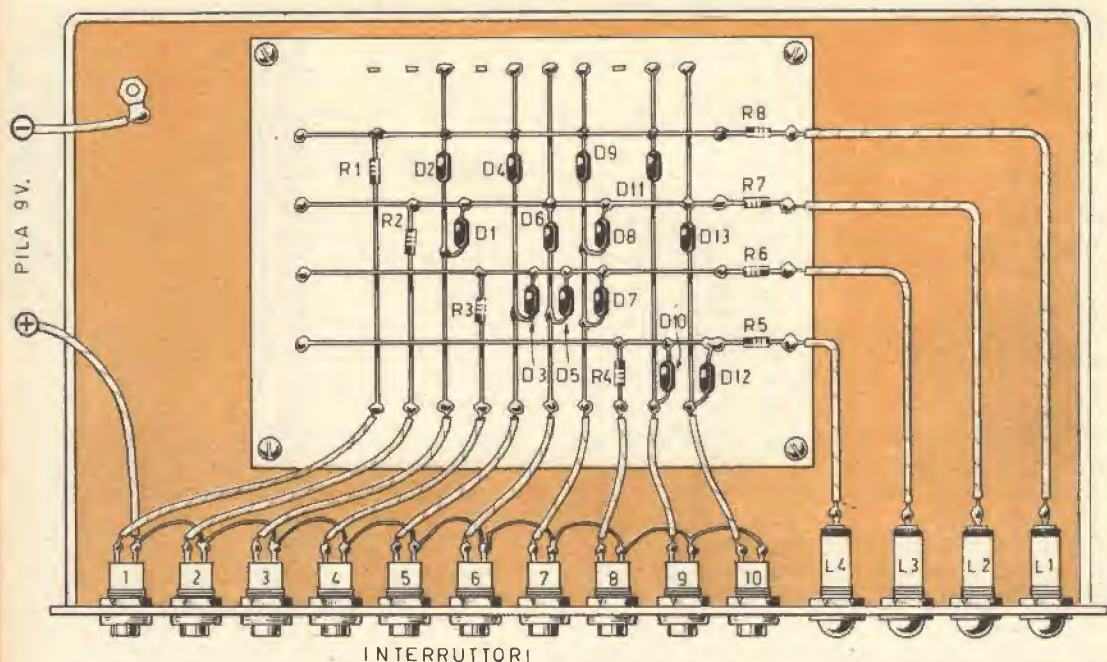 PILA 9V.
R8
R1
D2
D4
D9
D11
R7
R2
D1
D6
D8
D13
R6
R3
D7
D10
R5
D3
D5
R4
D12
1 2 3 4 5 6 7 8 9 10
L4 L3 L2 L1
INTERRUTTORI